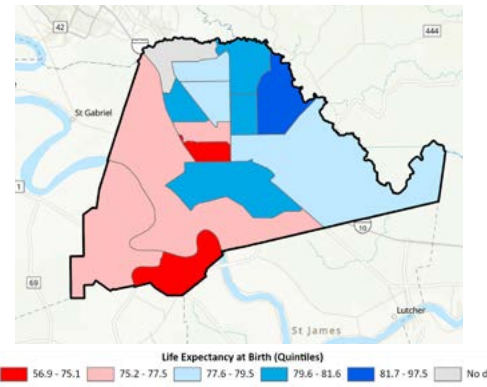 42
444
St Gabriel
1
10
69
Lutcher
St James
Life Expectancy at Birth (Quintiles)
56.9 - 75.1 75.2 - 77.5 77.6 - 79.5 79.6 - 81.6 81.7 - 97.5 No d